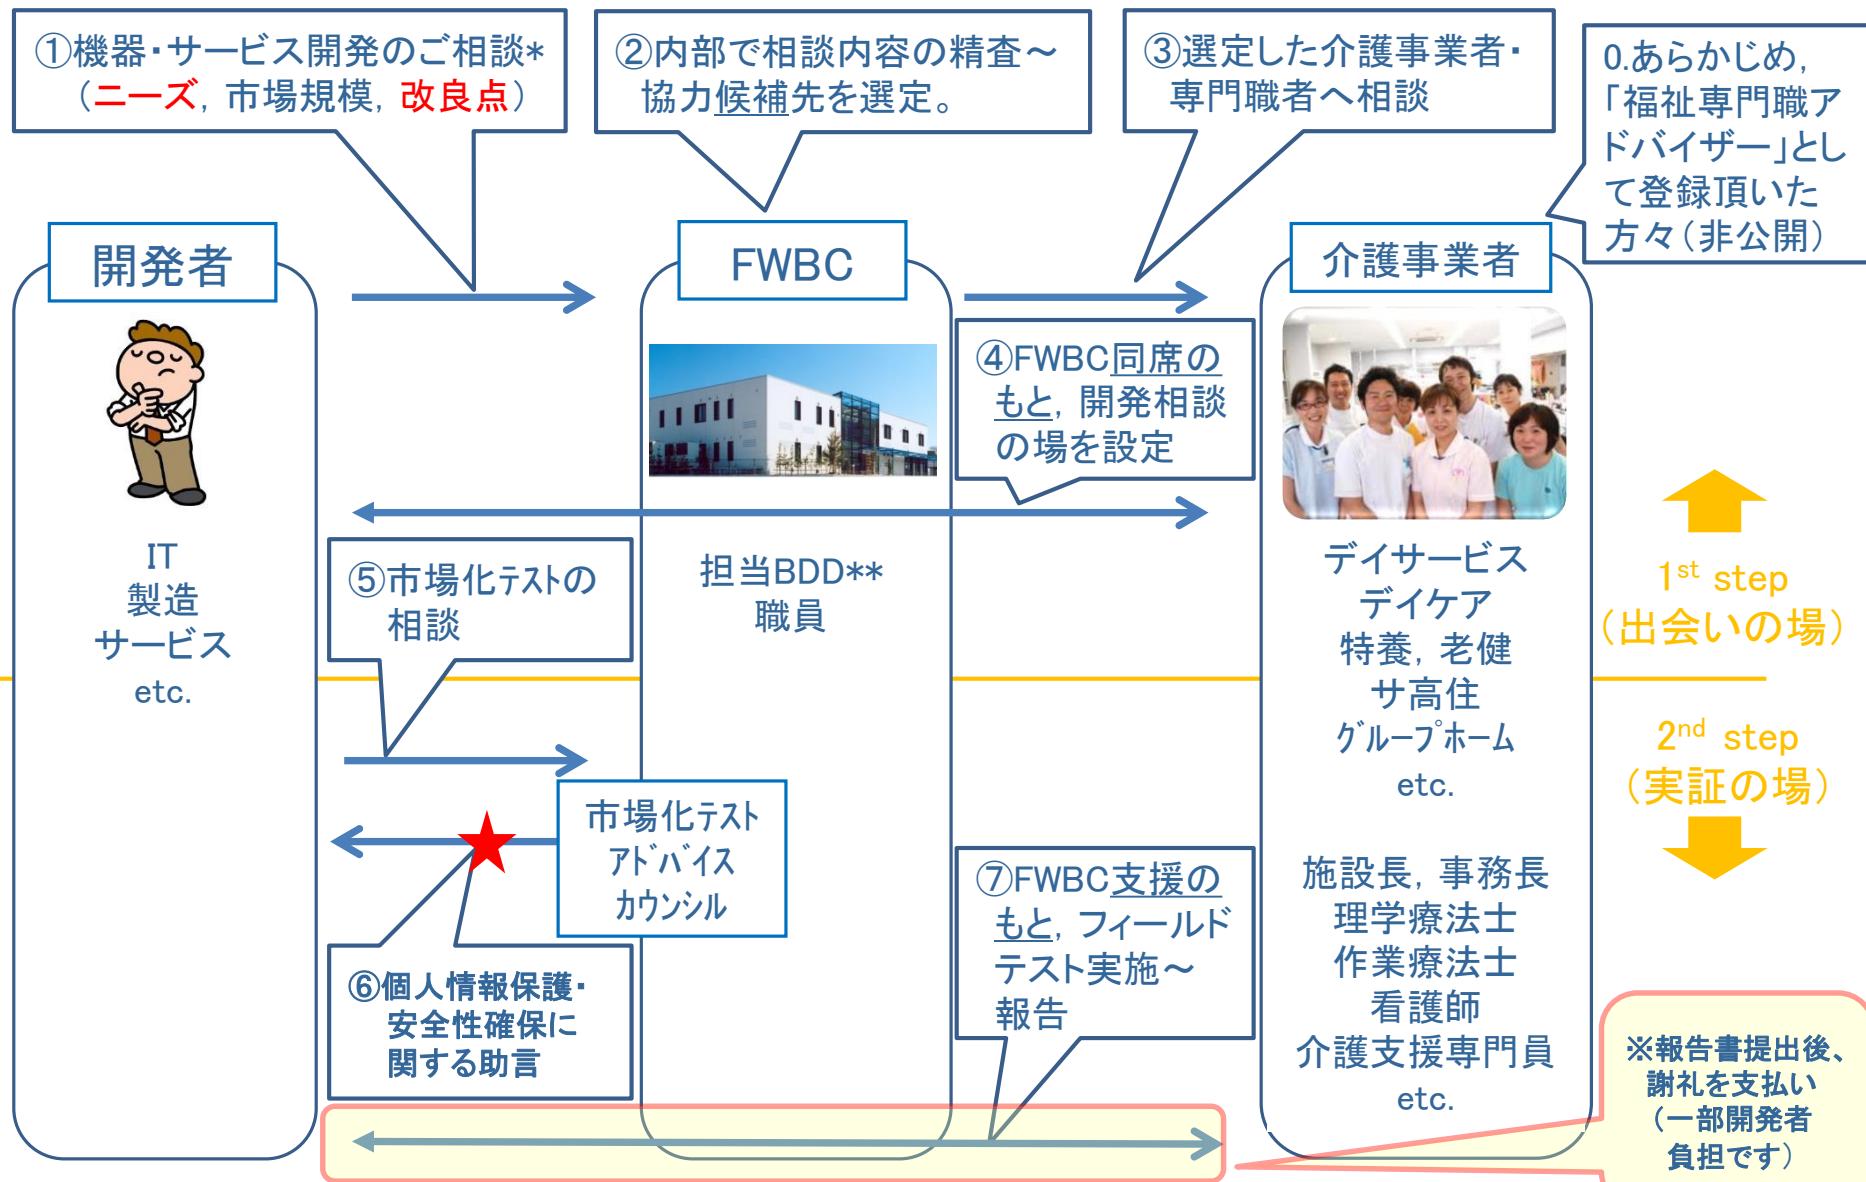 ①機器・サービス開発のご相談*
（ニーズ，市場規模，改良点）
②内部で相談内容の精査～
協力候補先を選定。
③選定した介護事業者・
専門職者へ相談
0.あらかじめ，
「福祉専門職ア
ドバイザー」とし
て登録頂いた
方々（非公開）
開発者
FWBC
介護事業者
④FWBC同席の
もと，開発相談
の場を設定
IT
製造
サービス
etc.
⑤市場化ﾃｽﾄの
相談
担当BDD**
職員
デイサービス
デイケア
特養，老健
サ高住
ｸﾞﾙｰﾌﾟﾎｰﾑ
etc.
1st step
（出会いの場）
2nd step
（実証の場）
市場化ﾃｽﾄ
ｱﾄﾞﾊﾞｲｽ
ｶｳﾝｼﾙ
⑥個人情報保護・
安全性確保に
関する助言
⑦FWBC支援の
もと，フィールド
テスト実施～
報告
施設長，事務長
理学療法士
作業療法士
看護師
介護支援専門員
etc.
※報告書提出後、
謝礼を支払い
（一部開発者
負担です）